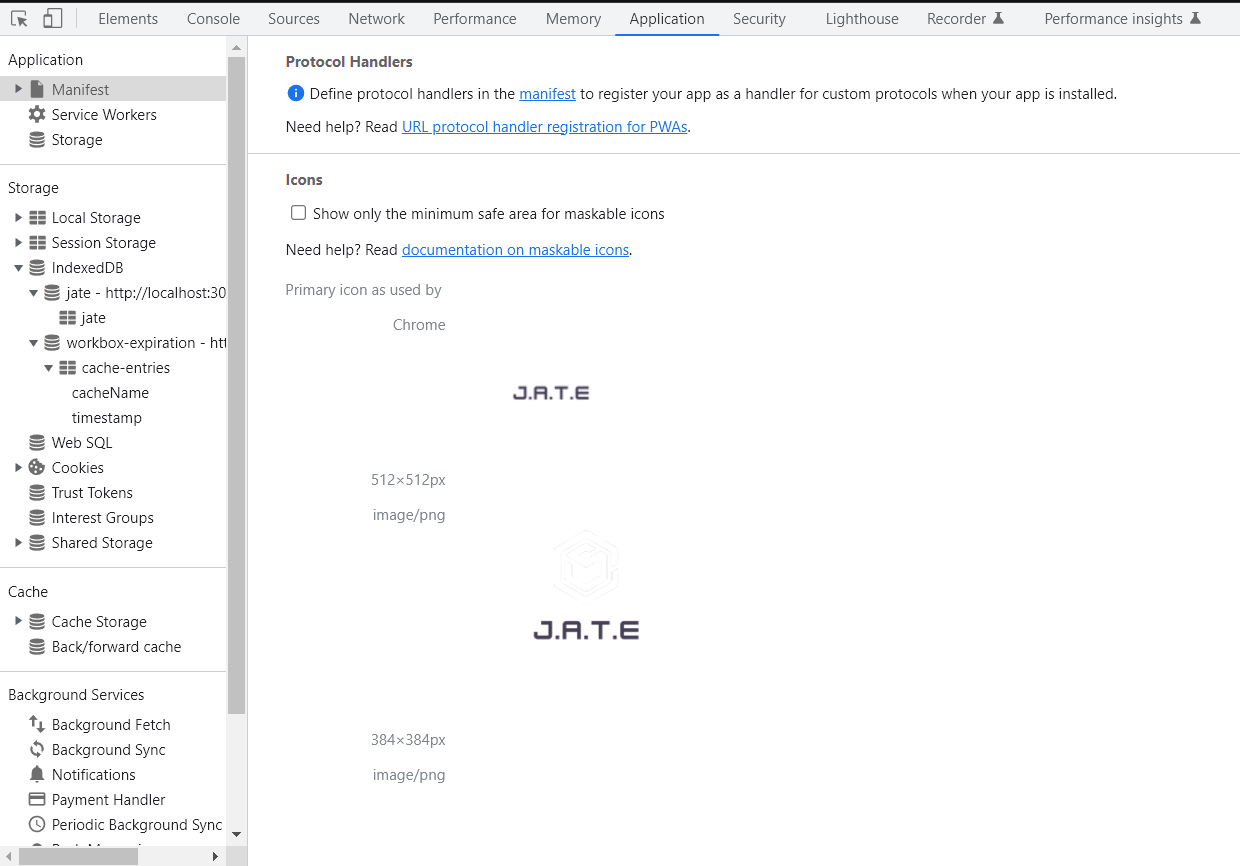 Elements Console Sources Network Performance Memory Application Security Lighthouse Recorder Performance insights
Application
Manifest
Service Workers
Storage
Storage
Local Storage
Session Storage
IndexedDB
jate - http://localhost:30
jate
workbox-expiration - htt
cache-entries
cacheName
timestamp
Web SQL
Cookies
Trust Tokens
Interest Groups
Shared Storage
Cache
Cache Storage
Back/forward cache
Background Services
Background Fetch
Background Sync
Notifications
Payment Handler
Periodic Background Sync
Protocol Handlers
Define protocol handlers in the manifest to register your app as a handler for custom protocols when your app is installed.
Need help? Read URL protocol handler registration for PWAs.
Icons
Show only the minimum safe area for maskable icons
Need help? Read documentation on maskable icons.
Primary icon as used by
Chrome
J.A.T.E
512×512px
image/png
J.A.T.E
384×384px
image/png